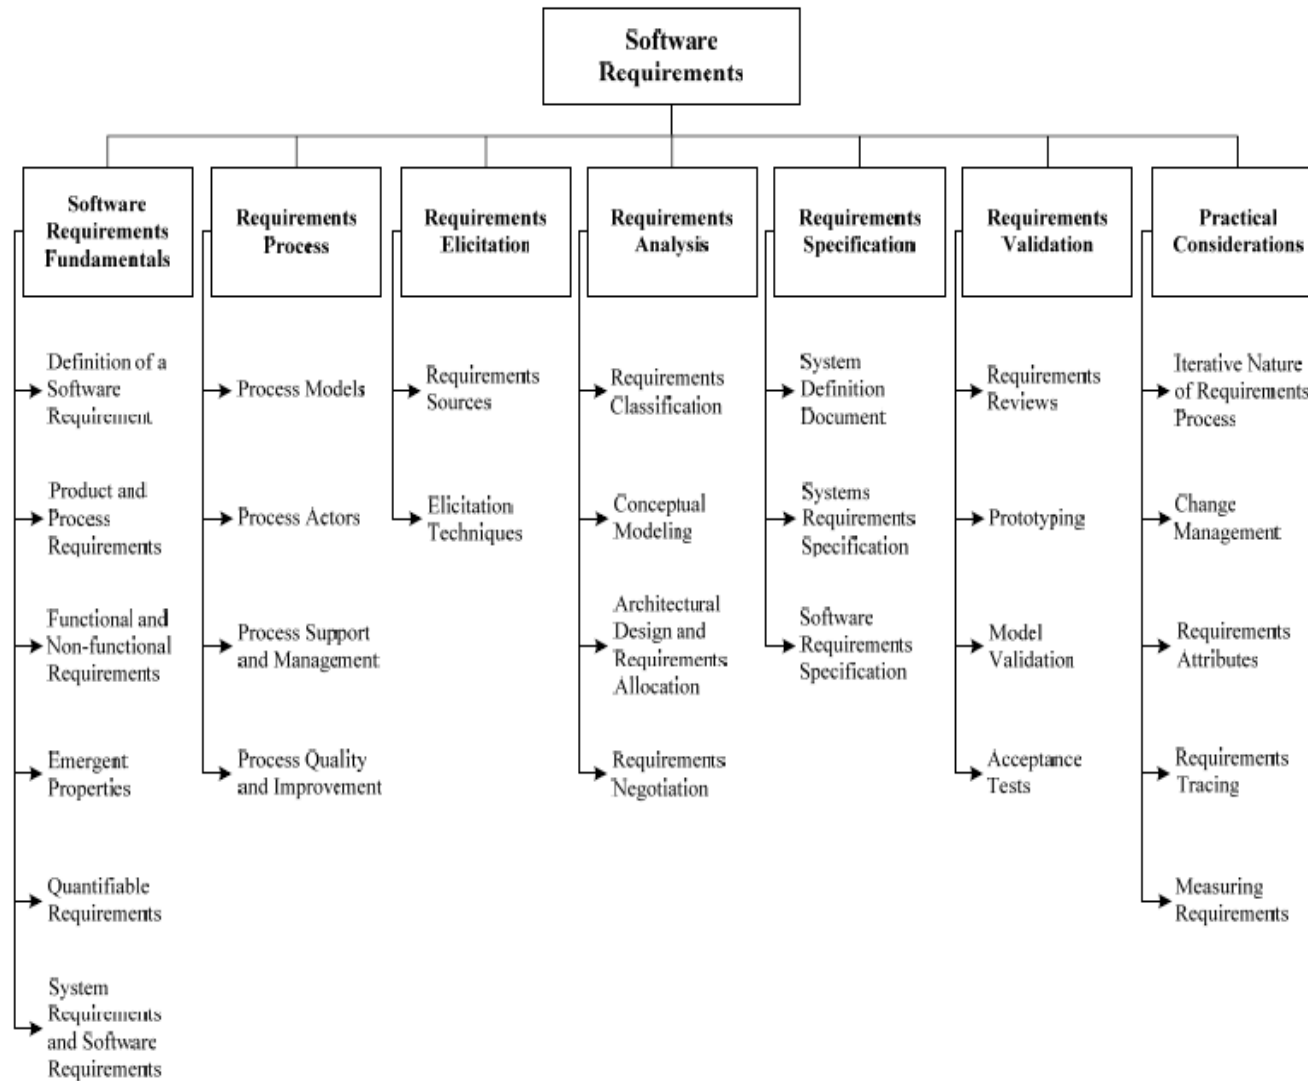 Software
Requirements
Software
Requirements
Fundamentals
Requirements
Process
Requirements
Elicitation
Requirements
Analysis
Requirements
Specification
Requirements
Validation
Practical
Considerations
Definition of a
Software
Requirement
Product and
Process
Requirements
Functional and
Non-functional
Requirements
Emergent
Properties
Quantifiable
Requirements
System
Requirements
and Software
Requirements
Process Models
Process Actors
Process Support
and Management
Process Quality
and Improvement
Requirements
Sources
Elicitation
Techniques
Requirements
Classification
Conceptual
Modeling
Architectural
Design and
Requirements
Allocation
Requirements
Negotiation
System
Definition
Document
Systems
Requirements
Specification
Software
Requirements
Specification
Requirements
Reviews
Prototyping
Model
Validation
Acceptance
Tests
Iterative Nature
of Requirements
Process
Change
Management
Requirements
Attributes
Requirements
Tracing
Measuring
Requirements